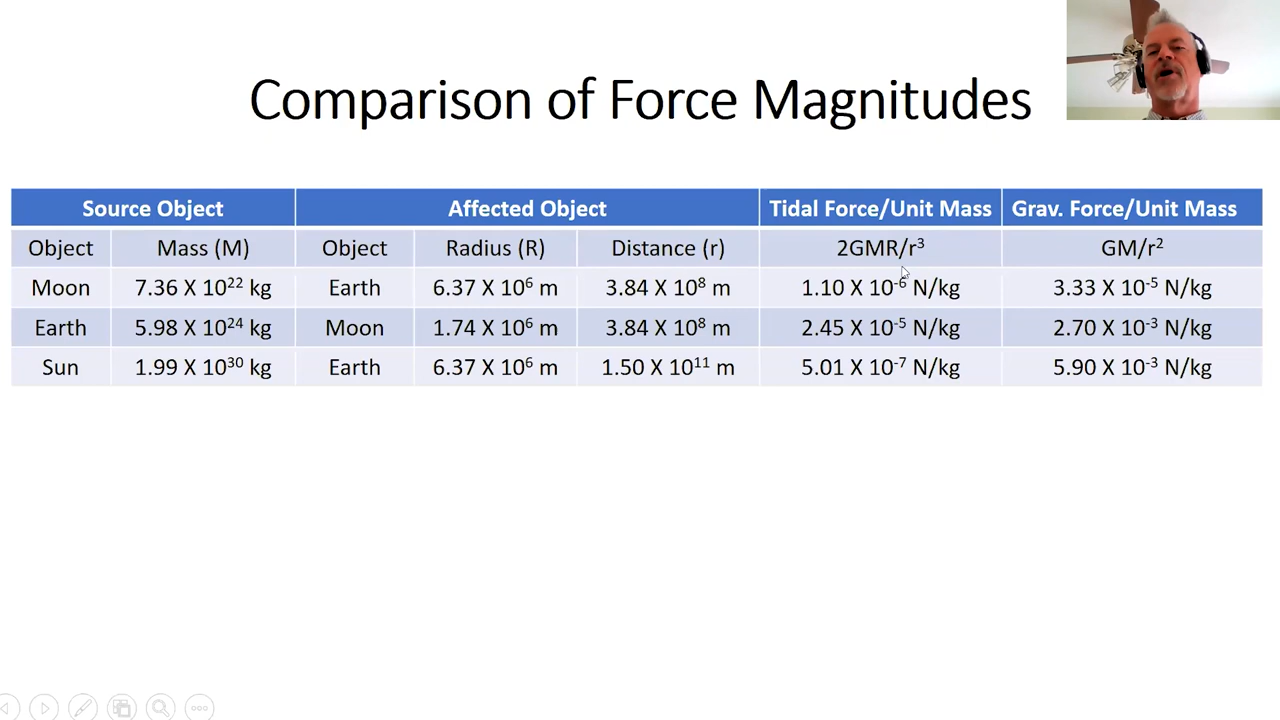 Comparison of Force Magnitudes
Source Object Affected Object Tidal Force/Unit Mass Grav. Force/Unit Mass
Object Mass (M) Object Radius (R) Distance (r) 2GMR/r³ GM/r²
Moon 7.36 X 10²² kg Earth 6.37 X 10⁶ m 3.84 X 10⁸ m 1.10 X 10⁻⁶ N/kg 3.33 X 10⁻⁵ N/kg
Earth 5.98 X 10²⁴ kg Moon 1.74 X 10⁶ m 3.84 X 10⁸ m 2.45 X 10⁻⁵ N/kg 2.70 X 10⁻³ N/kg
Sun 1.99 X 10³⁰ kg Earth 6.37 X 10⁶ m 1.50 X 10¹¹ m 5.01 X 10⁻⁷ N/kg 5.90 X 10⁻³ N/kg